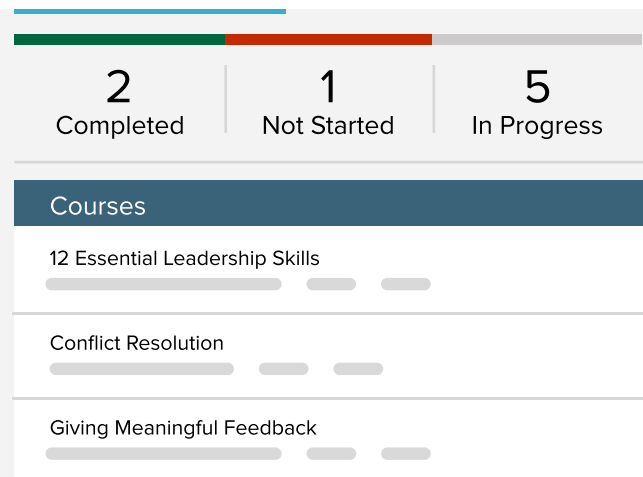 2 1 5
Completed Not Started In Progress
Courses
12 Essential Leadership Skills
Conflict Resolution
Giving Meaningful Feedback